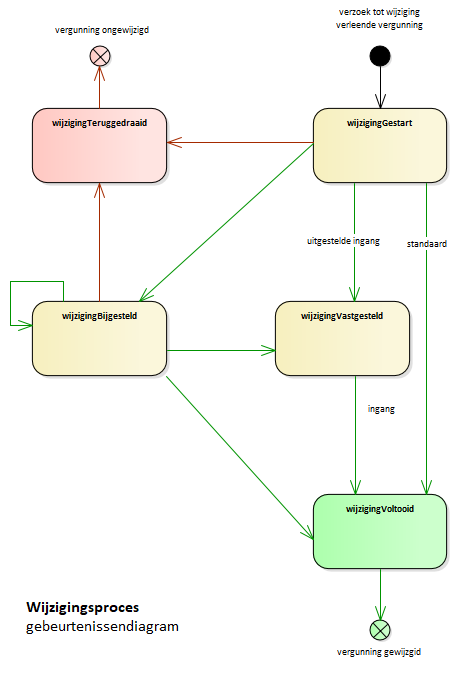 verzoek tot wijziging
verleende vergunning
vergunning ongewijzigd
wijzigingTeruggedraaid
wijzigingGestart
uitgestelde ingang
standaard
wijzigingBijgesteld
wijzigingVastgesteld
ingang
wijzigingVoltooid
Wijzigingsproces
gebeurtenissendiagram
vergunning gewijzgid